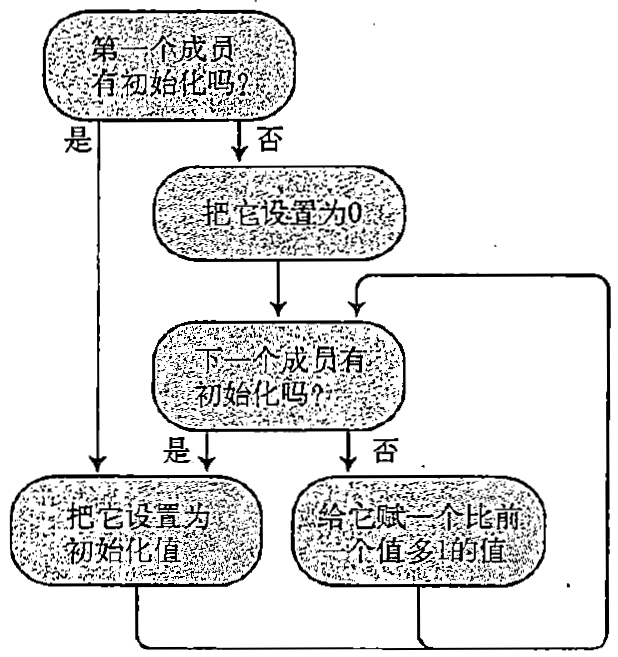 第一个成员
有初始化吗?
是
否
把它设置为0
下一个成员有
初始化吗?
是
否
把它设置为
初始化值
给它赋一个比前
一个值多1的值